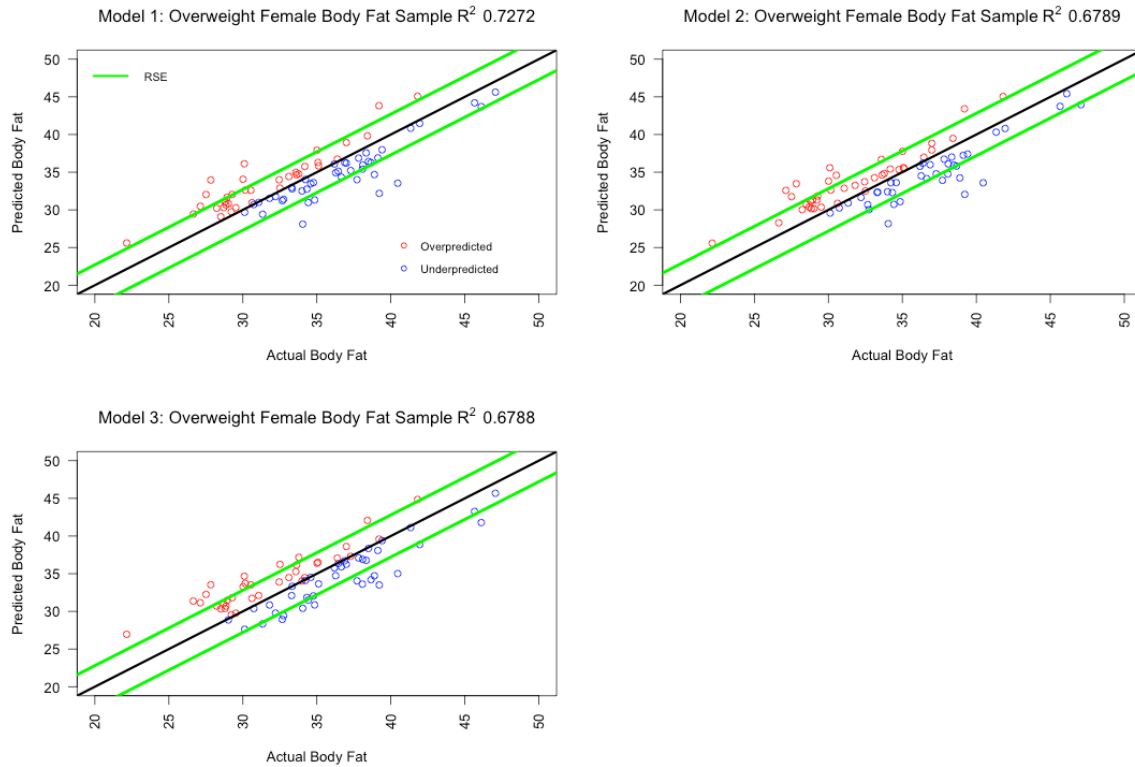 Model 1: Overweight Female Body Fat Sample R² 0.7272
50
45
40
35
30
25
20
Predicted Body Fat
RSE
Overpredicted
Underpredicted
20 25 30 35 40 45 50
Actual Body Fat
Model 2: Overweight Female Body Fat Sample R² 0.6789
50
45
40
35
30
25
20
Predicted Body Fat
20 25 30 35 40 45 50
Actual Body Fat
Model 3: Overweight Female Body Fat Sample R² 0.6788
50
45
40
35
30
25
20
Predicted Body Fat
20 25 30 35 40 45 50
Actual Body Fat